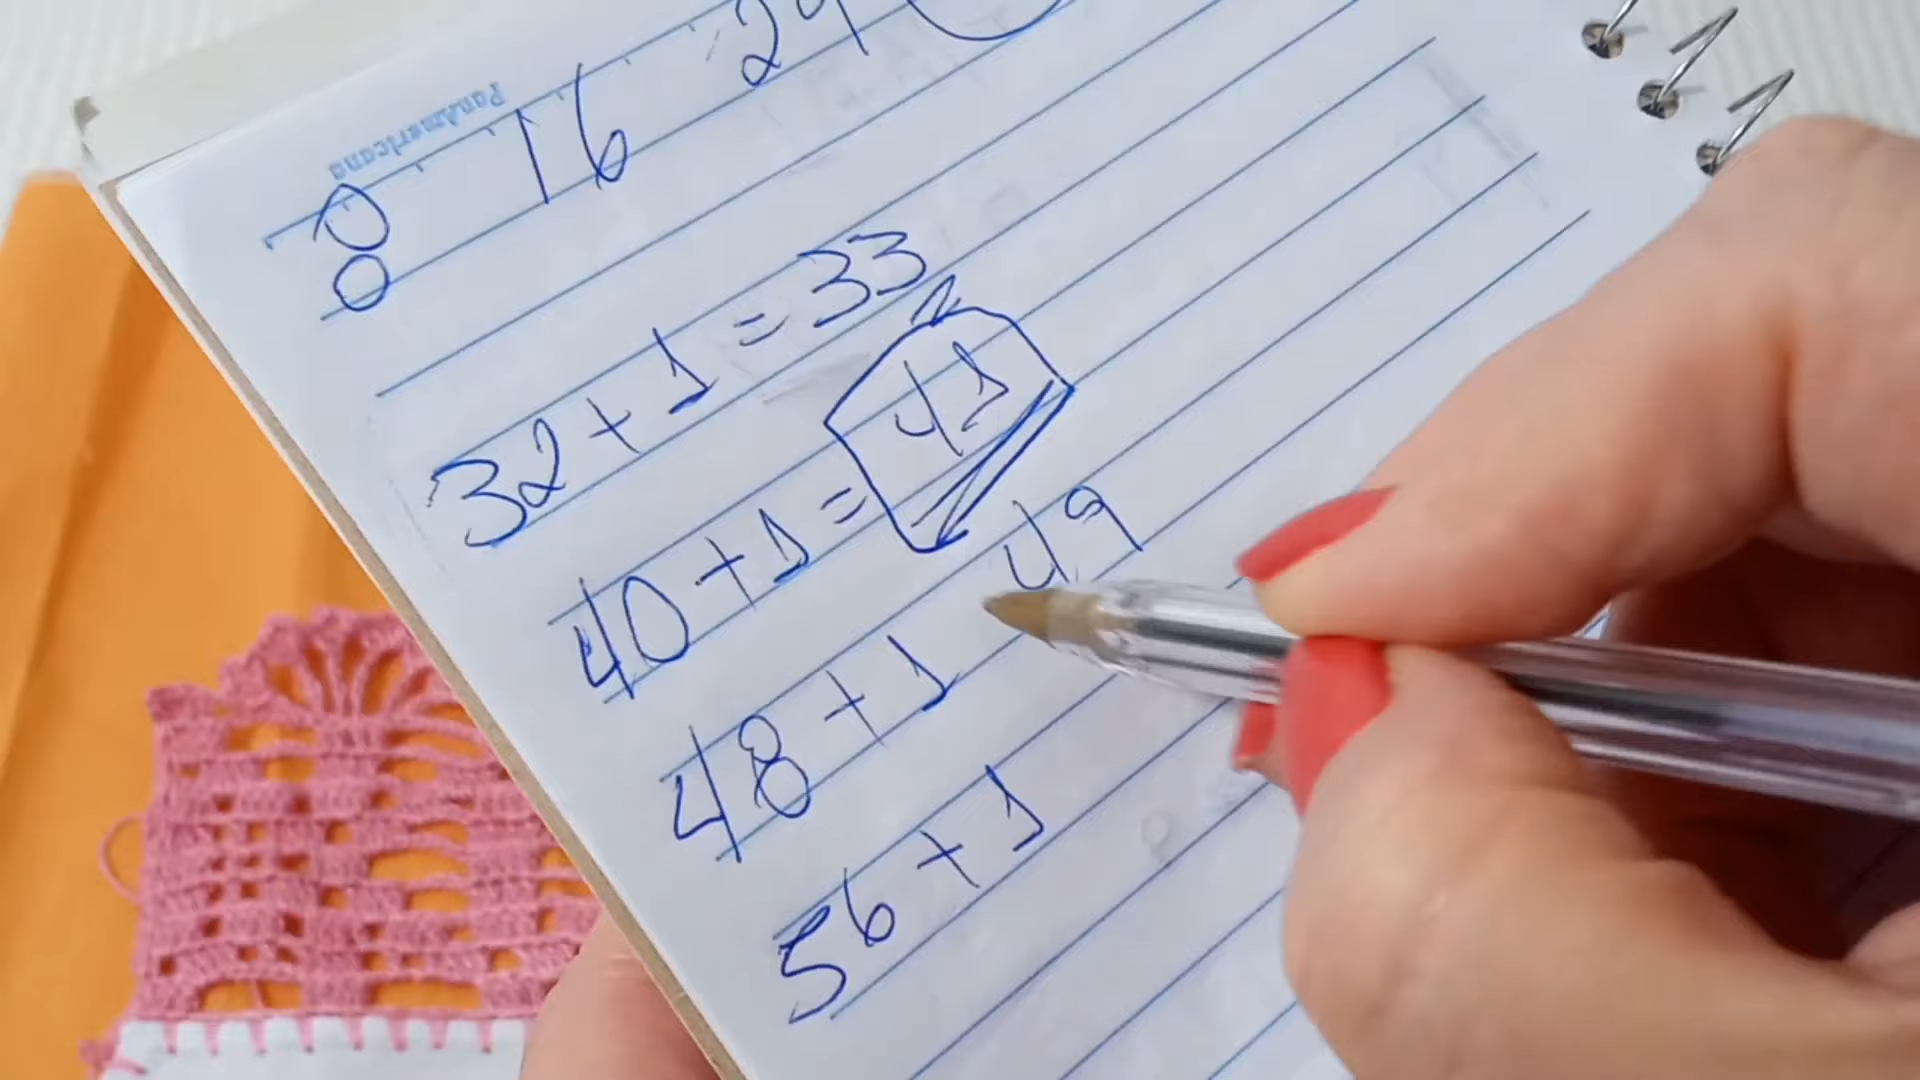 PanAmericana
8 16 24
32 + 1 = 33
40 + 1 = 41
48 + 1 49
56 + 1